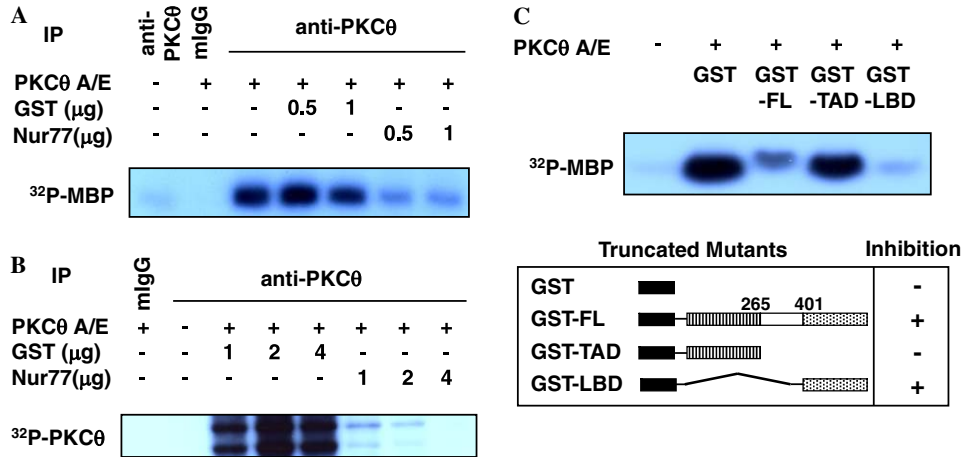 A
IP
anti-
PKCθ
mIgG
anti-PKCθ
PKCθ A/E - + + + + + +
GST (µg) - - - 0.5 1 - -
Nur77(µg) - - - - - 0.5 1
³²P-MBP
B
IP
mIgG
anti-PKCθ
PKCθ A/E + - + + + + + +
GST (µg) - - 1 2 4 - - -
Nur77(µg) - - - - - 1 2 4
³²P-PKCθ
C
PKCθ A/E - + + + +
GST GST GST GST
-FL -TAD -LBD
³²P-MBP
Truncated Mutants Inhibition
GST -
265 401
GST-FL +
GST-TAD -
GST-LBD +